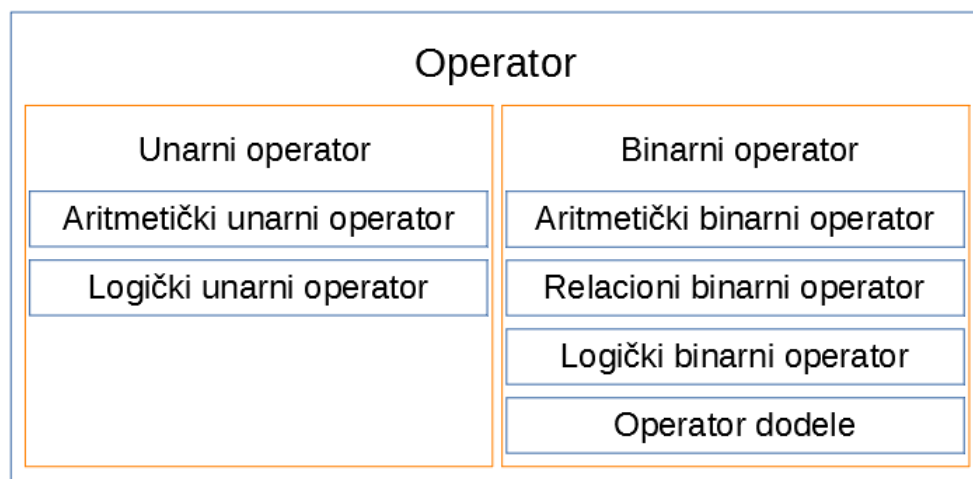 Operator
Unarni operator
Aritmetički unarni operator
Logički unarni operator
Binarni operator
Aritmetički binarni operator
Relacioni binarni operator
Logički binarni operator
Operator dodele